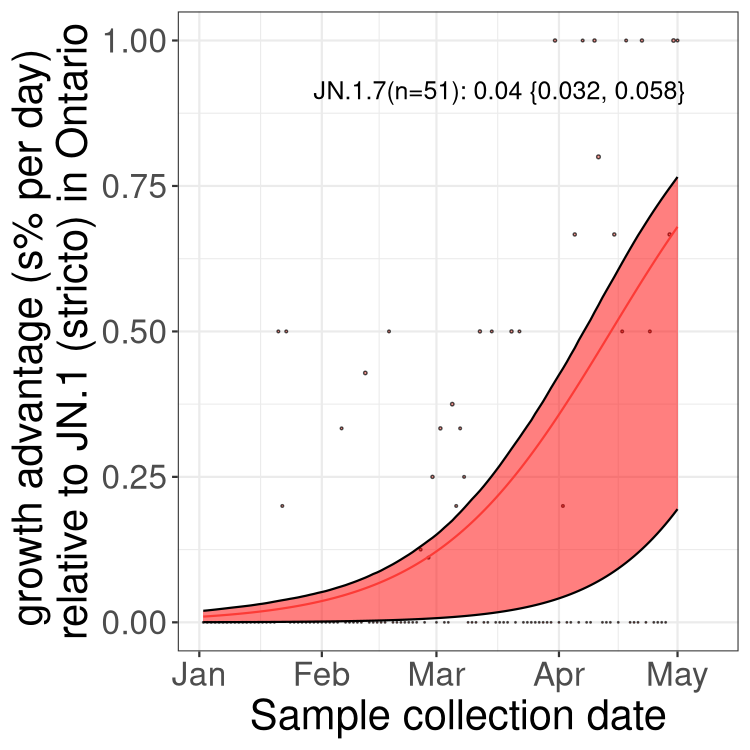 growth advantage (s% per day)
relative to JN.1 (stricto) in Ontario
1.00
0.75
0.50
0.25
0.00
JN.1.7(n=51): 0.04 {0.032, 0.058}
Jan Feb Mar Apr May
Sample collection date